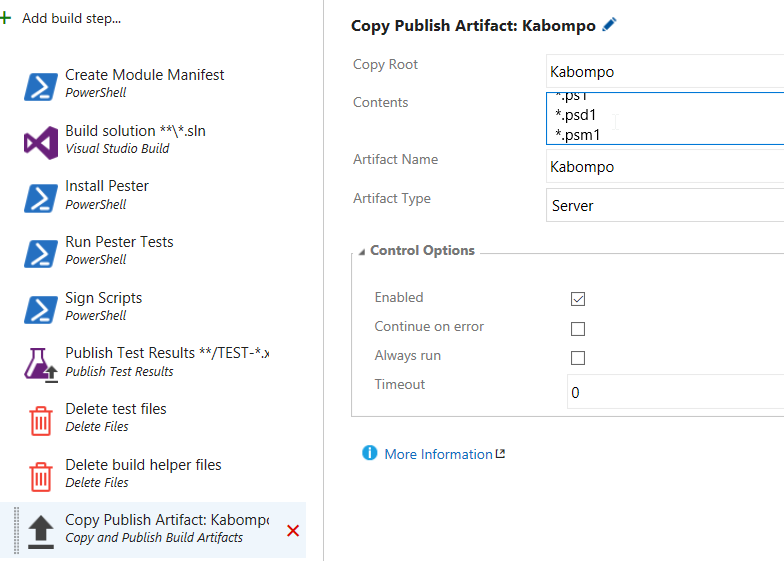 Add build step...
Create Module Manifest
PowerShell
Build solution **\*.sln
Visual Studio Build
Install Pester
PowerShell
Run Pester Tests
PowerShell
Sign Scripts
PowerShell
Publish Test Results **/TEST-*.x
Publish Test Results
Delete test files
Delete Files
Delete build helper files
Delete Files
Copy Publish Artifact: Kabompo
Copy and Publish Build Artifacts
Copy Publish Artifact: Kabompo
Copy Root
Kabompo
Contents
*.ps1
*.psd1
*.psm1
Artifact Name
Kabompo
Artifact Type
Server
Control Options
Enabled
Continue on error
Always run
Timeout
0
More Information